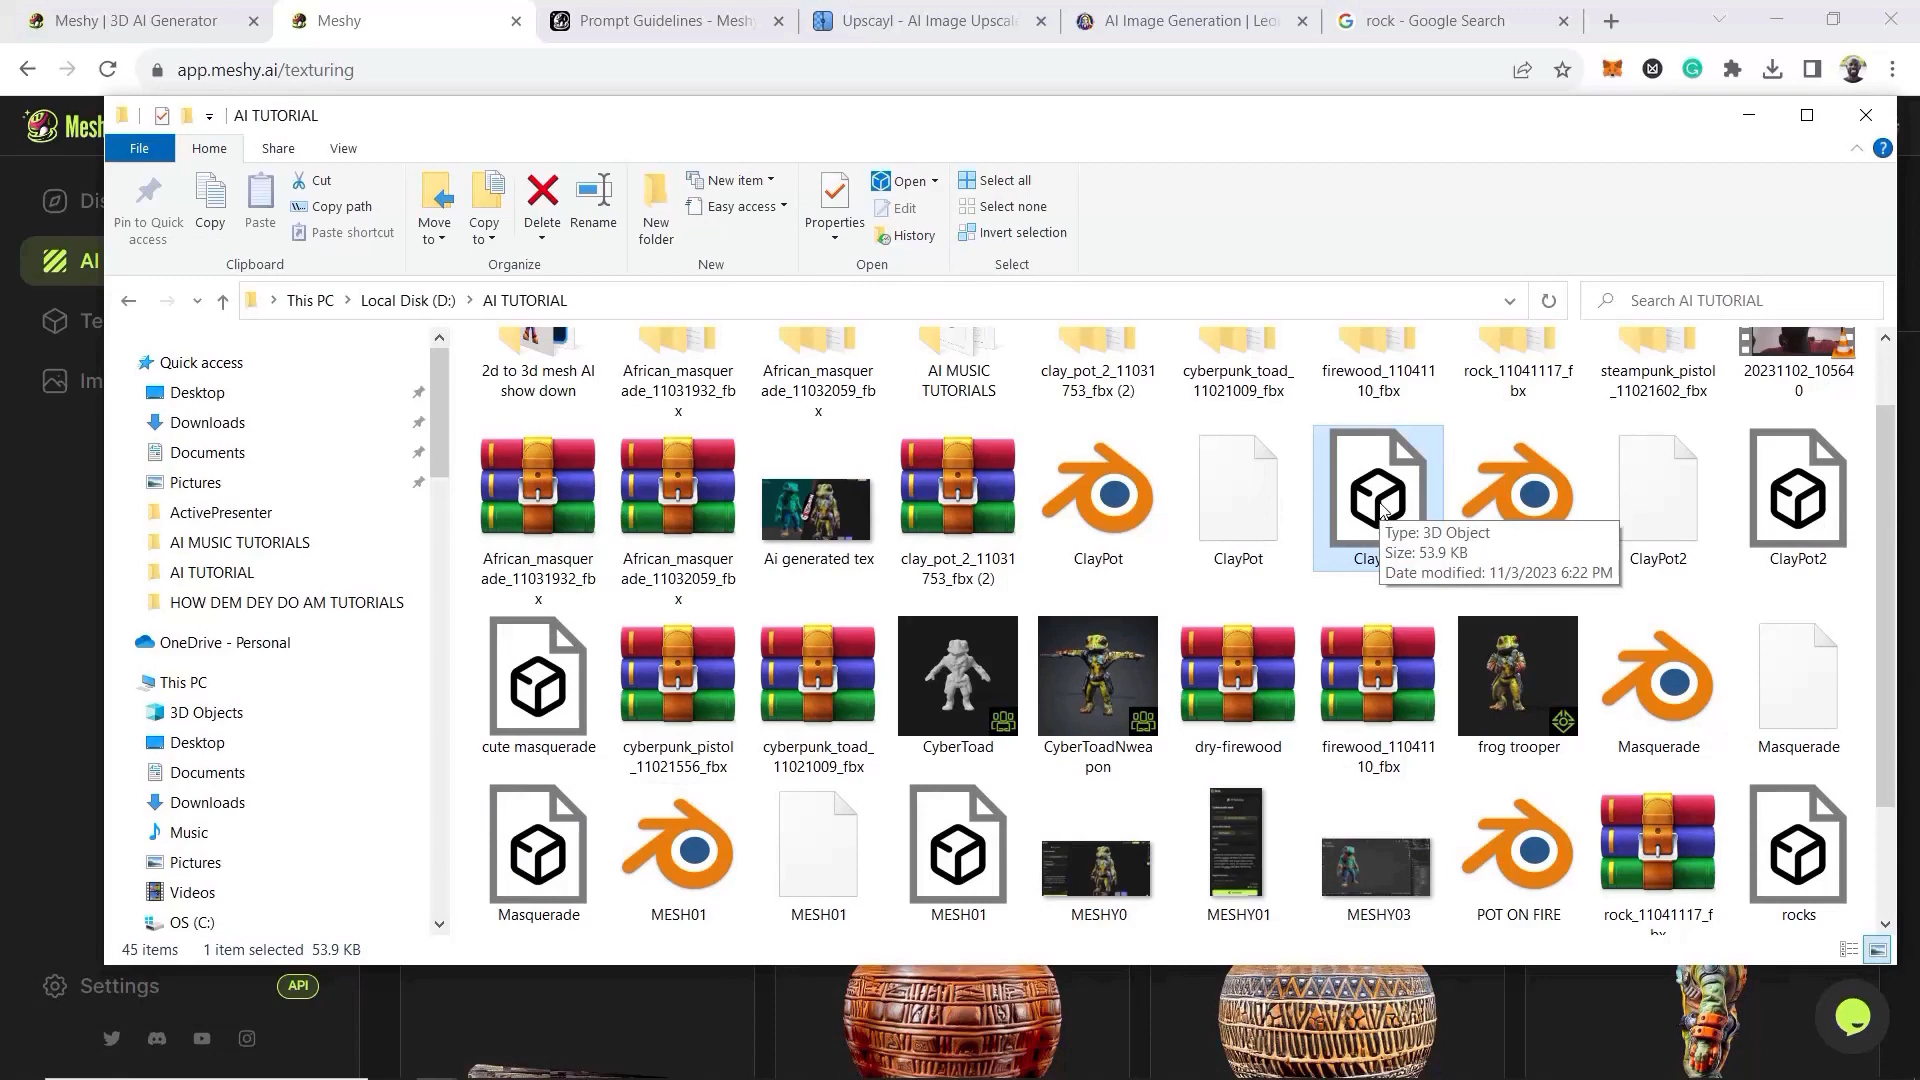 Meshy | 3D AI Generator
Meshy
Prompt Guidelines - Mesh
Upscayl - AI Image Upscal
AI Image Generation | Leo
rock - Google Search
app.meshy.ai/texturing
Mesh
AI TUTORIAL
File
Home
Share
View
Pin to Quick access
Copy
Paste
Cut
Copy path
Paste shortcut
Clipboard
Move to
Copy to
Delete
Rename
Organize
New folder
New item
Easy access
New
Properties
Open
Edit
History
Open
Select all
Select none
Invert selection
Select
This PC
Local Disk (D:)
AI TUTORIAL
Search AI TUTORIAL
Dis
AI
Te
Im
Settings
API
Quick access
Desktop
Downloads
Documents
Pictures
ActivePresenter
AI MUSIC TUTORIALS
AI TUTORIAL
HOW DEM DEY DO AM TUTORIALS
OneDrive - Personal
This PC
3D Objects
Desktop
Documents
Downloads
Music
Pictures
Videos
OS (C:)
2d to 3d mesh AI show down
African_masquerade_11031932_fbx
African_masquerade_11032059_fbx
AI MUSIC TUTORIALS
clay_pot_2_11031753_fbx (2)
cyberpunk_toad_11021009_fbx
firewood_11041110_fbx
rock_11041117_fbx
steampunk_pistol_11021602_fbx
20231102_105640
African_masquerade_11031932_fbx
African_masquerade_11032059_fbx
Ai generated tex
clay_pot_2_11031753_fbx (2)
ClayPot
ClayPot
Clay
ClayPot2
ClayPot2
Type: 3D Object
Size: 53.9 KB
Date modified: 11/3/2023 6:22 PM
cute masquerade
cyberpunk_pistol_11021556_fbx
cyberpunk_toad_11021009_fbx
CyberToad
CyberToadNweapon
dry-firewood
firewood_11041110_fbx
frog trooper
Masquerade
Masquerade
Masquerade
MESH01
MESH01
MESH01
MESHY0
MESHY01
MESHY03
POT ON FIRE
rock_11041117_fbx
rocks
45 items
1 item selected 53.9 KB